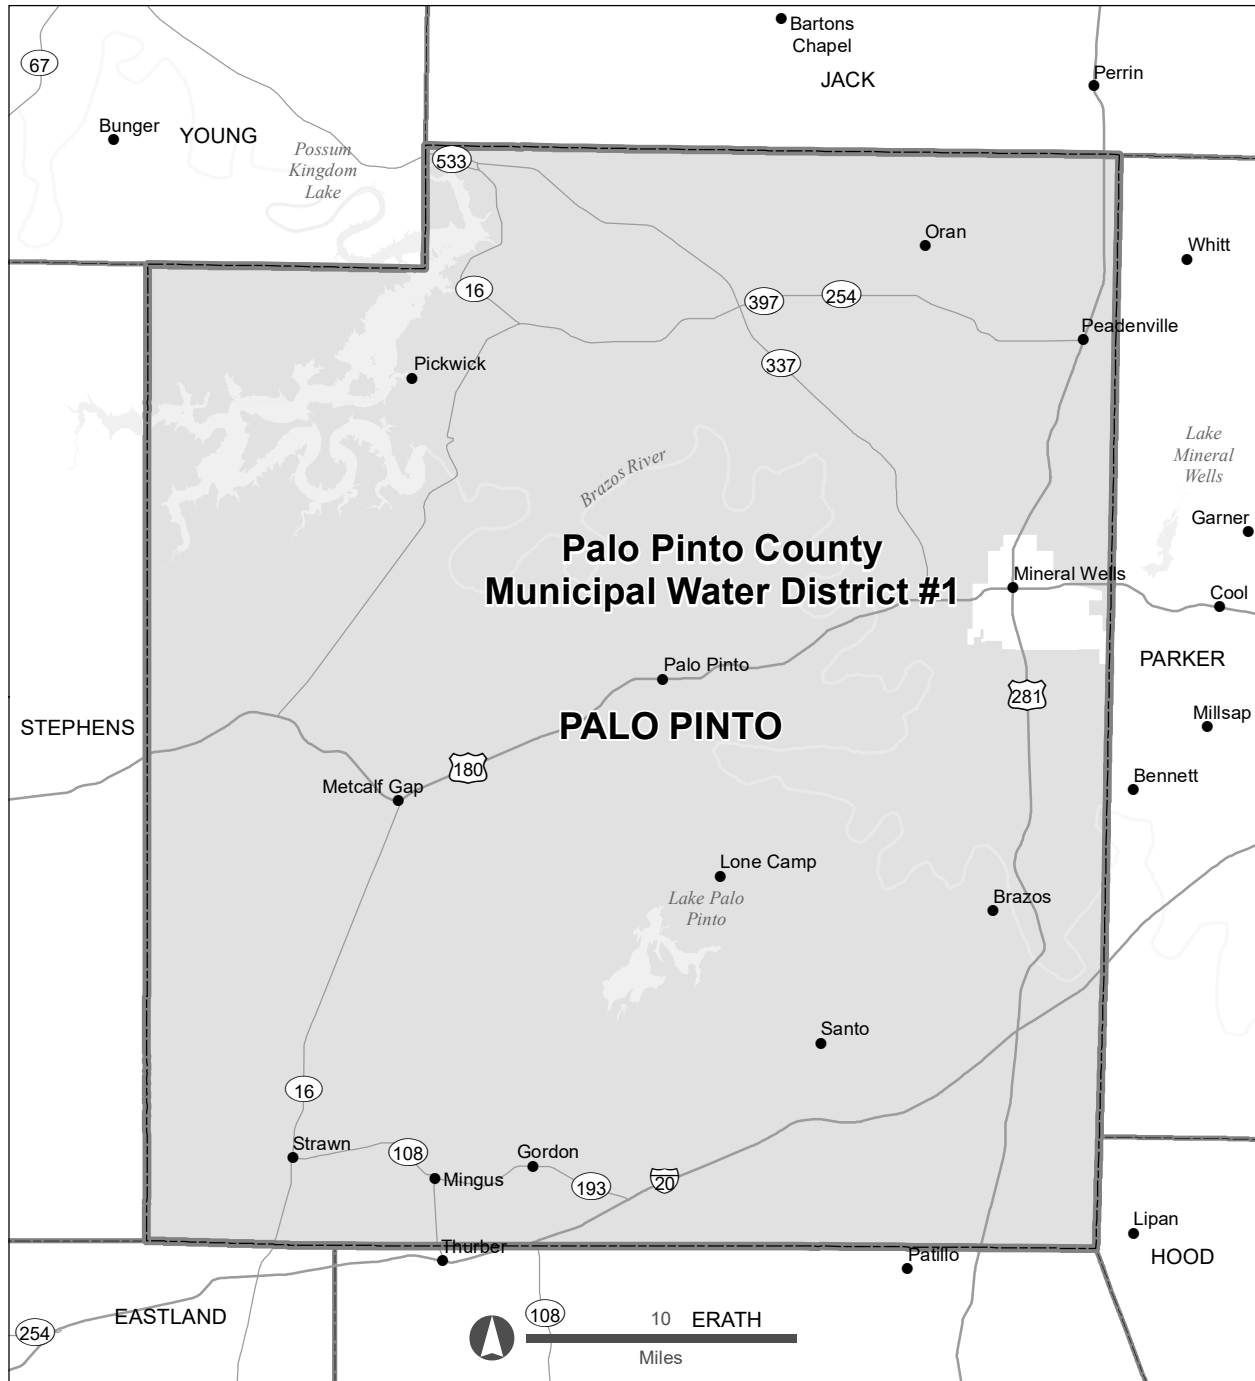 Bartons
Chapel
JACK
67
Perrin
Bunger
YOUNG
Possum
Kingdom
Lake
533
Oran
Whitt
16
397
254
Peadenville
Pickwick
337
Lake
Mineral
Wells
Brazos River
Garner
Palo Pinto County
Municipal Water District #1
Mineral Wells
Cool
Palo Pinto
PARKER
281
Millsap
STEPHENS
PALO PINTO
180
Bennett
Metcalf Gap
Lone Camp
Lake Palo
Pinto
Brazos
Santo
16
Strawn
108
Gordon
Mingus
193
20
Lipan
Thurber
Patillo
HOOD
EASTLAND
254
108
10
ERATH
Miles